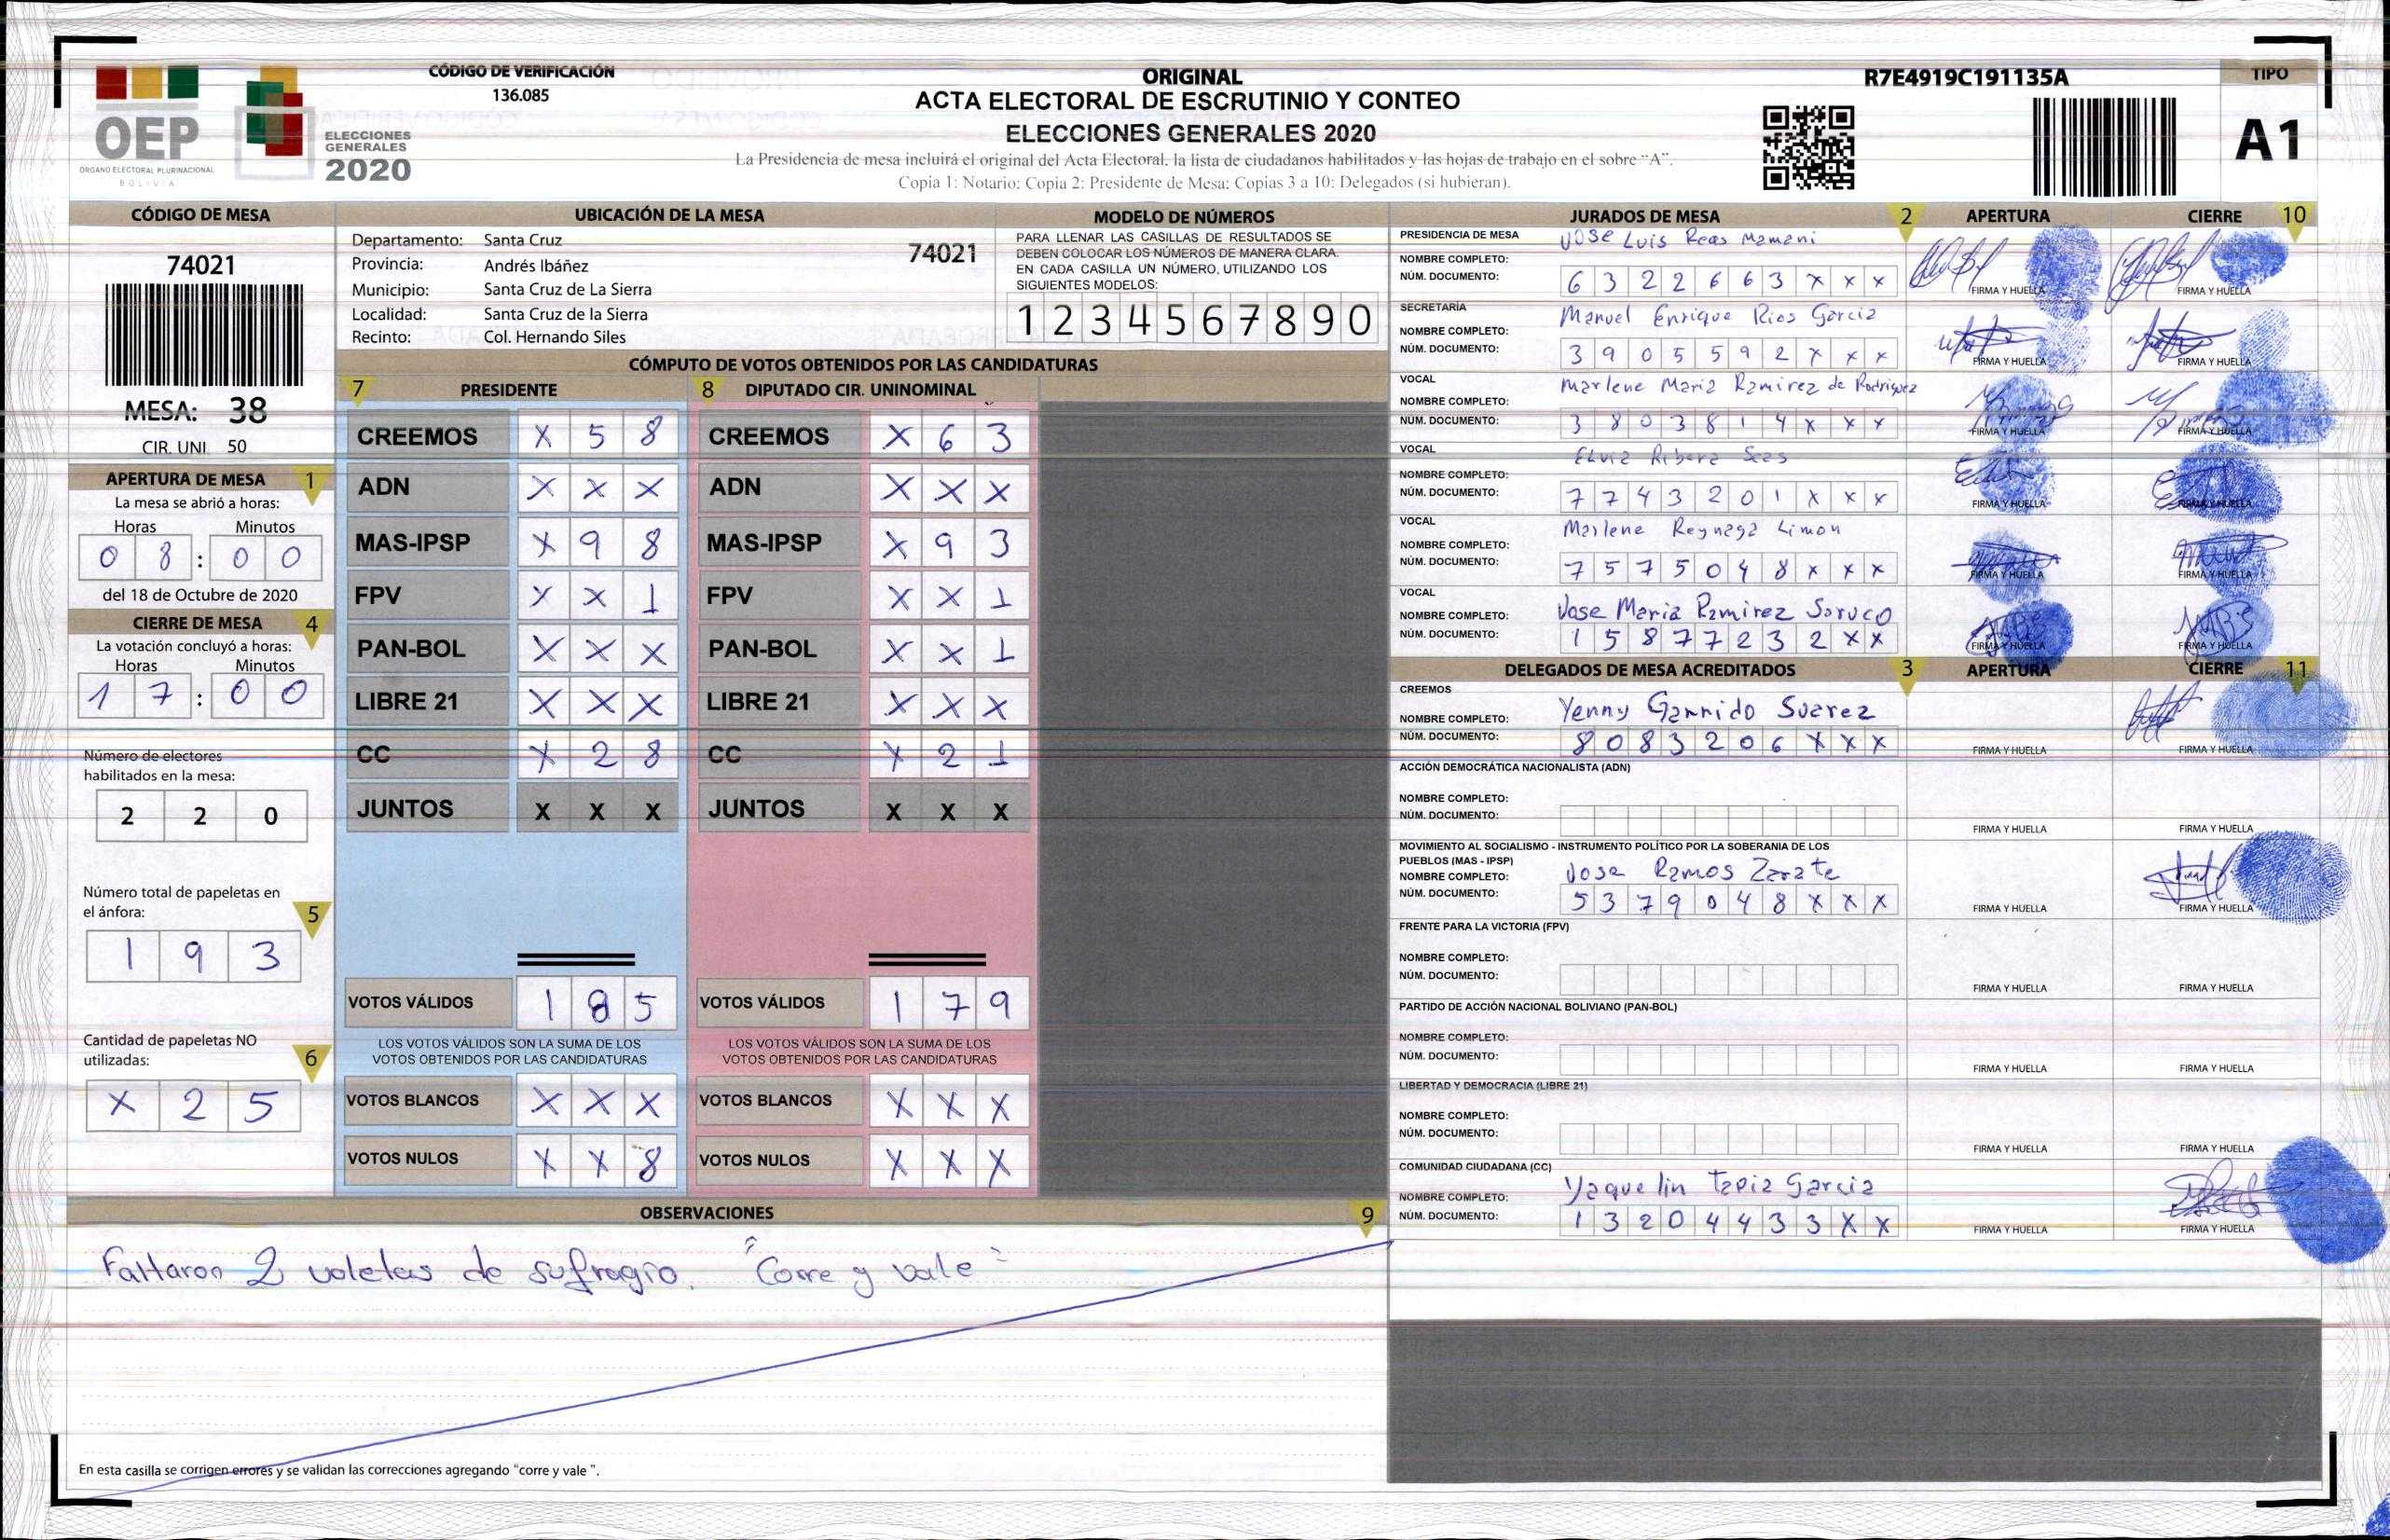 CÓDIGO DE VERIFICACIÓN
136.085
OEP
ÓRGANO ELECTORAL PLURINACIONAL
BOLIVIA
ELECCIONES
GENERALES
2020
ORIGINAL
ACTA ELECTORAL DE ESCRUTINIO Y CONTEO
ELECCIONES GENERALES 2020
La Presidencia de mesa incluirá el original del Acta Electoral, la lista de ciudadanos habilitados y las hojas de trabajo en el sobre "A".
Copia 1: Notario; Copia 2: Presidente de Mesa; Copias 3 a 10: Delegados (si hubieran).
R7E4919C191135A
TIPO
A1
CÓDIGO DE MESA
74021
MESA: 38
CIR. UNI 50
APERTURA DE MESA 1
La mesa se abrió a horas:
Horas Minutos
0 8 : 0 0
del 18 de Octubre de 2020
CIERRE DE MESA 4
La votación concluyó a horas:
Horas Minutos
1 7 : 0 0
Número de electores
habilitados en la mesa:
2 2 0
Número total de papeletas en
el ánfora: 5
1 9 3
Cantidad de papeletas NO
utilizadas: 6
X 2 5
UBICACIÓN DE LA MESA
Departamento: Santa Cruz 74021
Provincia: Andrés Ibáñez
Municipio: Santa Cruz de La Sierra
Localidad: Santa Cruz de la Sierra
Recinto: Col. Hernando Siles
MODELO DE NÚMEROS
PARA LLENAR LAS CASILLAS DE RESULTADOS SE
DEBEN COLOCAR LOS NÚMEROS DE MANERA CLARA.
EN CADA CASILLA UN NÚMERO, UTILIZANDO LOS
SIGUIENTES MODELOS:
1 2 3 4 5 6 7 8 9 0
CÓMPUTO DE VOTOS OBTENIDOS POR LAS CANDIDATURAS
7 PRESIDENTE
CREEMOS X 5 8
ADN X X X
MAS-IPSP X 9 8
FPV X X 1
PAN-BOL X X X
LIBRE 21 X X X
CC X 2 8
JUNTOS X X X
VOTOS VÁLIDOS 1 8 5
LOS VOTOS VÁLIDOS SON LA SUMA DE LOS
VOTOS OBTENIDOS POR LAS CANDIDATURAS
VOTOS BLANCOS X X X
VOTOS NULOS X X 8
8 DIPUTADO CIR. UNINOMINAL
CREEMOS X 6 3
ADN X X X
MAS-IPSP X 9 3
FPV X X 1
PAN-BOL X X 1
LIBRE 21 X X X
CC X 2 1
JUNTOS X X X
VOTOS VÁLIDOS 1 7 9
LOS VOTOS VÁLIDOS SON LA SUMA DE LOS
VOTOS OBTENIDOS POR LAS CANDIDATURAS
VOTOS BLANCOS X X X
VOTOS NULOS X X X
OBSERVACIONES 9
Faltaron 2 voletas de sufragio. "Corre y vale"
En esta casilla se corrigen errores y se validan las correcciones agregando "corre y vale ".
JURADOS DE MESA 2 APERTURA CIERRE 10
PRESIDENCIA DE MESA Jose Luis Reas Mamani
NOMBRE COMPLETO:
NÚM. DOCUMENTO: 6 3 2 2 6 6 3 X X X FIRMA Y HUELLA FIRMA Y HUELLA
SECRETARÍA Manuel Enrique Rios Garcia
NOMBRE COMPLETO:
NÚM. DOCUMENTO: 3 9 0 5 5 9 2 X X X FIRMA Y HUELLA FIRMA Y HUELLA
VOCAL Marlene Maria Ramirez de Rodriguez
NOMBRE COMPLETO:
NÚM. DOCUMENTO: 3 8 0 3 8 1 4 X X X FIRMA Y HUELLA FIRMA Y HUELLA
VOCAL Elvia Ribera
NOMBRE COMPLETO:
NÚM. DOCUMENTO: 7 7 4 3 2 0 1 X X X FIRMA Y HUELLA FIRMA Y HUELLA
VOCAL Marlene Reynaga Limon
NOMBRE COMPLETO:
NÚM. DOCUMENTO: 7 5 7 5 0 4 8 X X X FIRMA Y HUELLA FIRMA Y HUELLA
VOCAL
NOMBRE COMPLETO: Jose Maria Ramirez Soruco
NÚM. DOCUMENTO: 1 5 8 7 7 2 3 2 X X FIRMA Y HUELLA FIRMA Y HUELLA
DELEGADOS DE MESA ACREDITADOS 3 APERTURA CIERRE 11
CREEMOS
NOMBRE COMPLETO: Yenny Garrido Suarez
NÚM. DOCUMENTO: 8 0 8 3 2 0 6 X X X FIRMA Y HUELLA FIRMA Y HUELLA
ACCIÓN DEMOCRÁTICA NACIONALISTA (ADN)
NOMBRE COMPLETO:
NÚM. DOCUMENTO: FIRMA Y HUELLA FIRMA Y HUELLA
MOVIMIENTO AL SOCIALISMO - INSTRUMENTO POLÍTICO POR LA SOBERANIA DE LOS
PUEBLOS (MAS - IPSP)
NOMBRE COMPLETO: Jose Ramos Zarate
NÚM. DOCUMENTO: 5 3 7 9 0 4 8 X X X FIRMA Y HUELLA FIRMA Y HUELLA
FRENTE PARA LA VICTORIA (FPV)
NOMBRE COMPLETO:
NÚM. DOCUMENTO: FIRMA Y HUELLA FIRMA Y HUELLA
PARTIDO DE ACCIÓN NACIONAL BOLIVIANO (PAN-BOL)
NOMBRE COMPLETO:
NÚM. DOCUMENTO: FIRMA Y HUELLA FIRMA Y HUELLA
LIBERTAD Y DEMOCRACIA (LIBRE 21)
NOMBRE COMPLETO:
NÚM. DOCUMENTO: FIRMA Y HUELLA FIRMA Y HUELLA
COMUNIDAD CIUDADANA (CC)
NOMBRE COMPLETO: Yaquelin Tapia Garcia
NÚM. DOCUMENTO: 1 3 2 0 4 4 3 3 X X FIRMA Y HUELLA FIRMA Y HUELLA